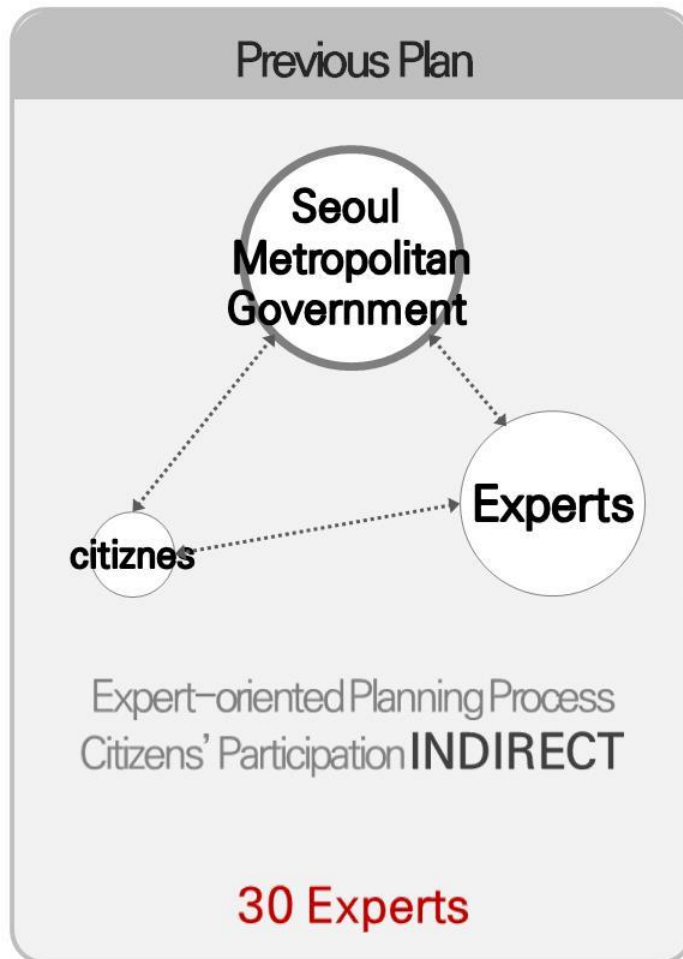 Previous Plan
Seoul
Metropolitan
Government
Experts
citiznes
Expert-oriented Planning Process
Citizens' Participation INDIRECT
30 Experts